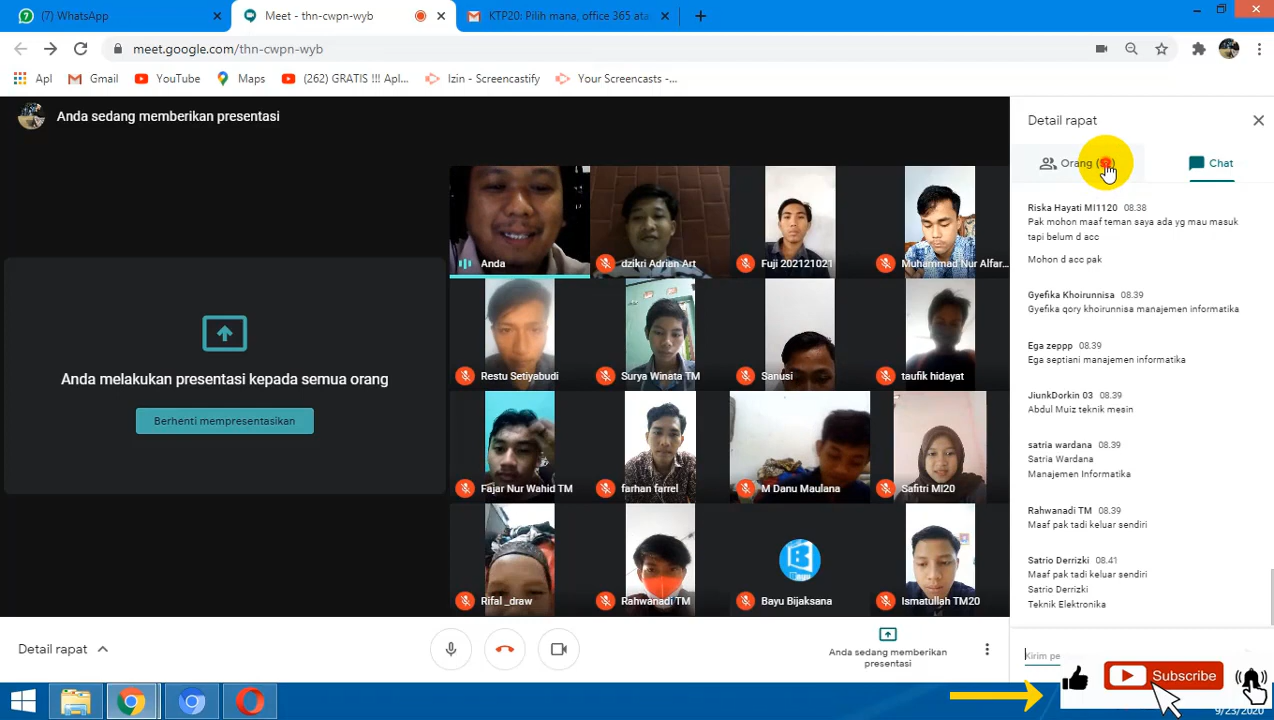 (7) WhatsApp
Meet - thn-cwpn-wyb
KTP20: Pilih mana, office 365 ata
meet.google.com/thn-cwpn-wyb
Apl
Gmail
YouTube
Maps
(262) GRATIS !!! Apl...
Izin - Screencastify
Your Screencasts -...
Anda sedang memberikan presentasi
Anda melakukan presentasi kepada semua orang
Berhenti mempresentasikan
Anda
dzikri Adrian Art
Fuji 202121021
Muhammad Nur Alfar...
Restu Setiyabudi
Surya Winata TM
Sanusi
taufik hidayat
Fajar Nur Wahid TM
farhan farrel
M Danu Maulana
Safitri MI20
Rifal _draw
Rahwanadi TM
Bayu Bijaksana
Ismatullah TM20
Detail rapat
Orang
Chat
Riska Hayati MI1120 08.38
Pak mohon maaf teman saya ada yg mau masuk
tapi belum d acc
Mohon d acc pak
Gyefika Khoirunnisa 08.39
Gyefika qory khoirunnisa manajemen informatika
Ega zeppp 08.39
Ega septiani manajemen informatika
JiunkDorkin 03 08.39
Abdul Muiz teknik mesin
satria wardana 08.39
Satria Wardana
Manajemen Informatika
Rahwanadi TM 08.39
Maaf pak tadi keluar sendiri
Satrio Derrizki 08.41
Maaf pak tadi keluar sendiri
Satrio Derrizki
Teknik Elektronika
Kirim pe
Detail rapat
Anda sedang memberikan
presentasi
Subscribe
9/23/2020